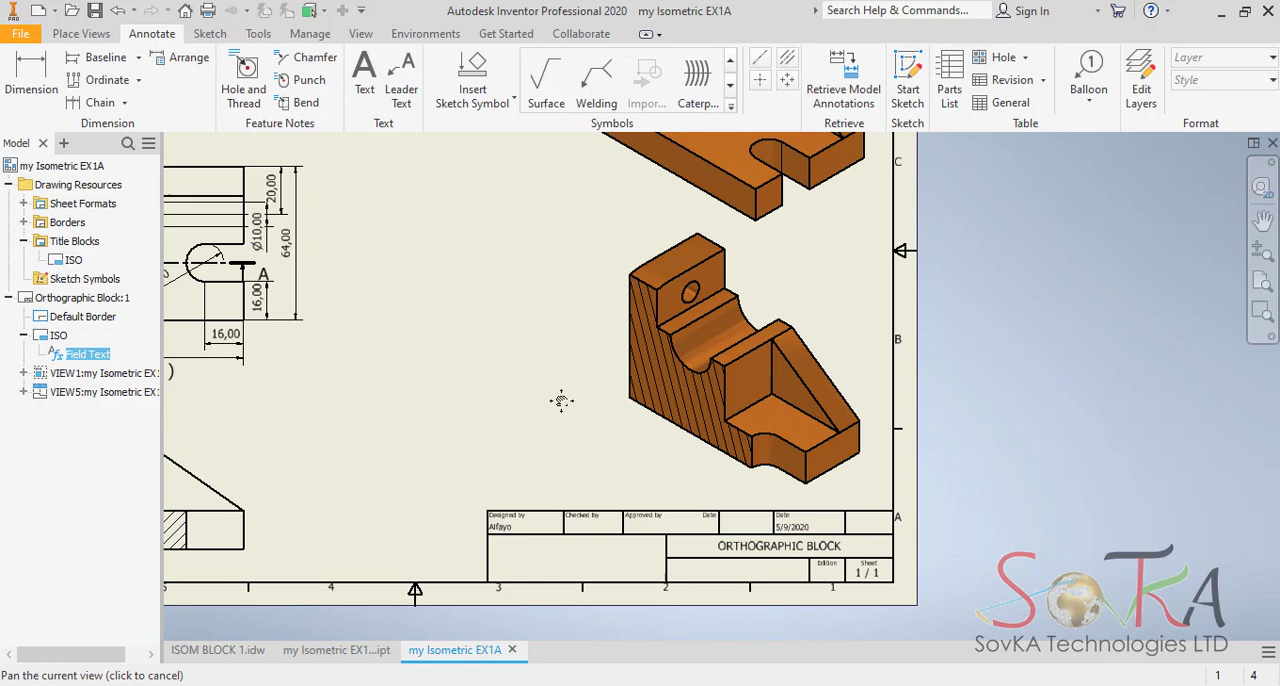 Autodesk Inventor Professional 2020 my Isometric EX1A
Search Help & Commands...
Sign In
PRO
File
Place Views
Annotate
Sketch
Tools
Manage
View
Environments
Get Started
Collaborate
Dimension
Baseline
Ordinate
Chain
Arrange
Dimension
Hole and Thread
Chamfer
Punch
Bend
Feature Notes
Text
Leader Text
Text
Insert Sketch Symbol
Surface
Welding
Impor...
Caterp...
Symbols
Retrieve Model Annotations
Retrieve
Start Sketch
Sketch
Parts List
Hole
Revision
General
Table
Balloon
Edit Layers
Layer
Style
Format
Model
my Isometric EX1A
Drawing Resources
Sheet Formats
Borders
Title Blocks
ISO
Sketch Symbols
Orthographic Block:1
Default Border
ISO
Field Text
VIEW1:my Isometric EX1
VIEW5:my Isometric EX1
20,00
Ø10,00
64,00
A
16,00
16,00
)
C
B
A
Designed by
Alfayo
Checked by
Approved by
Date
Date
5/9/2020
ORTHOGRAPHIC BLOCK
Edition
Sheet
1 / 1
4
3
2
1
SOVKA
SovKA Technologies LTD
ISOM BLOCK 1.idw
my Isometric EX1...ipt
my Isometric EX1A
Pan the current view (click to cancel)
1
4